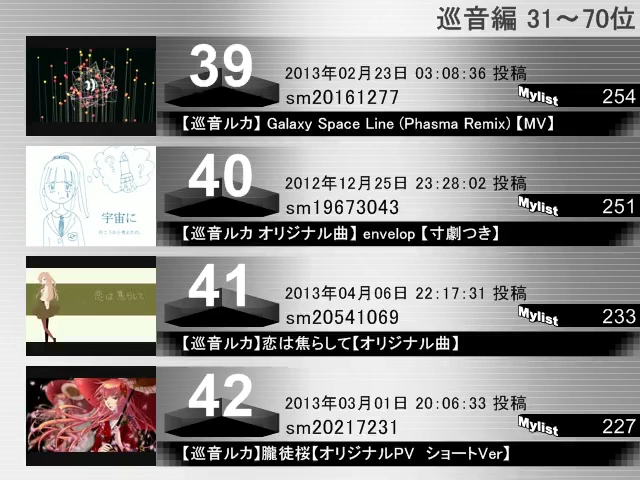 巡音編 31～70位
39
2013年02月23日 03:08:36 投稿
sm20161277
Mylist 254
【巡音ルカ】 Galaxy Space Line (Phasma Remix) 【MV】
宇宙に
40
2012年12月25日 23:28:02 投稿
sm19673043
Mylist 251
【巡音ルカ オリジナル曲】 envelop 【寸劇つき】
恋は焦らして
41
2013年04月06日 22:17:31 投稿
sm20541069
Mylist 233
【巡音ルカ】恋は焦らして【オリジナル曲】
42
2013年03月01日 20:06:33 投稿
sm20217231
Mylist 227
【巡音ルカ】朧徒桜【オリジナルPV ショートVer】